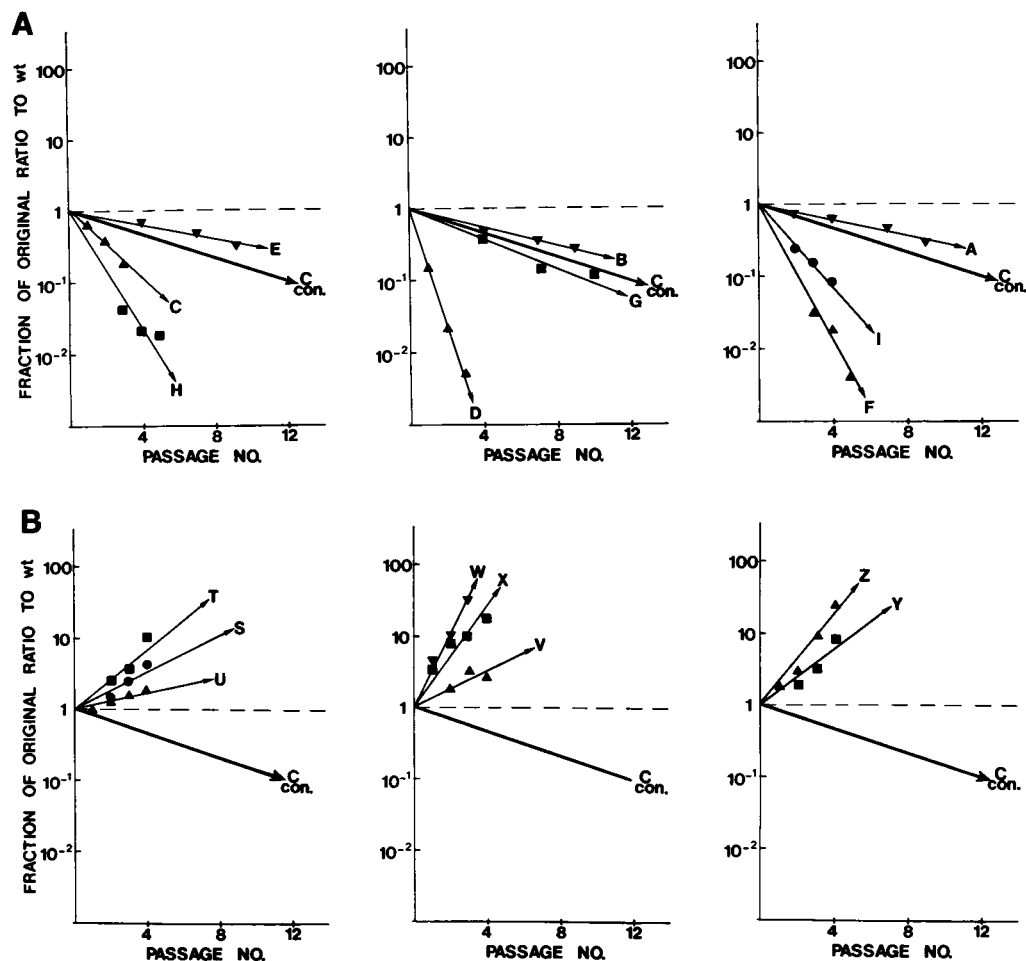 A
FRACTION OF ORIGINAL RATIO TO wt
100
10
1
10⁻¹
10⁻²
E
C
con.
C
H
4
8
12
PASSAGE NO.
100
10
1
10⁻¹
10⁻²
B
C
con.
G
D
4
8
12
PASSAGE NO.
100
10
1
10⁻¹
10⁻²
A
C
con.
I
F
4
8
12
PASSAGE NO.
B
FRACTION OF ORIGINAL RATIO TO wt
100
10
1
10⁻¹
10⁻²
T
S
U
C
con.
4
8
12
PASSAGE NO.
100
10
1
10⁻¹
10⁻²
W
X
V
C
con.
4
8
12
PASSAGE NO.
100
10
1
10⁻¹
10⁻²
Z
Y
C
con.
4
8
12
PASSAGE NO.